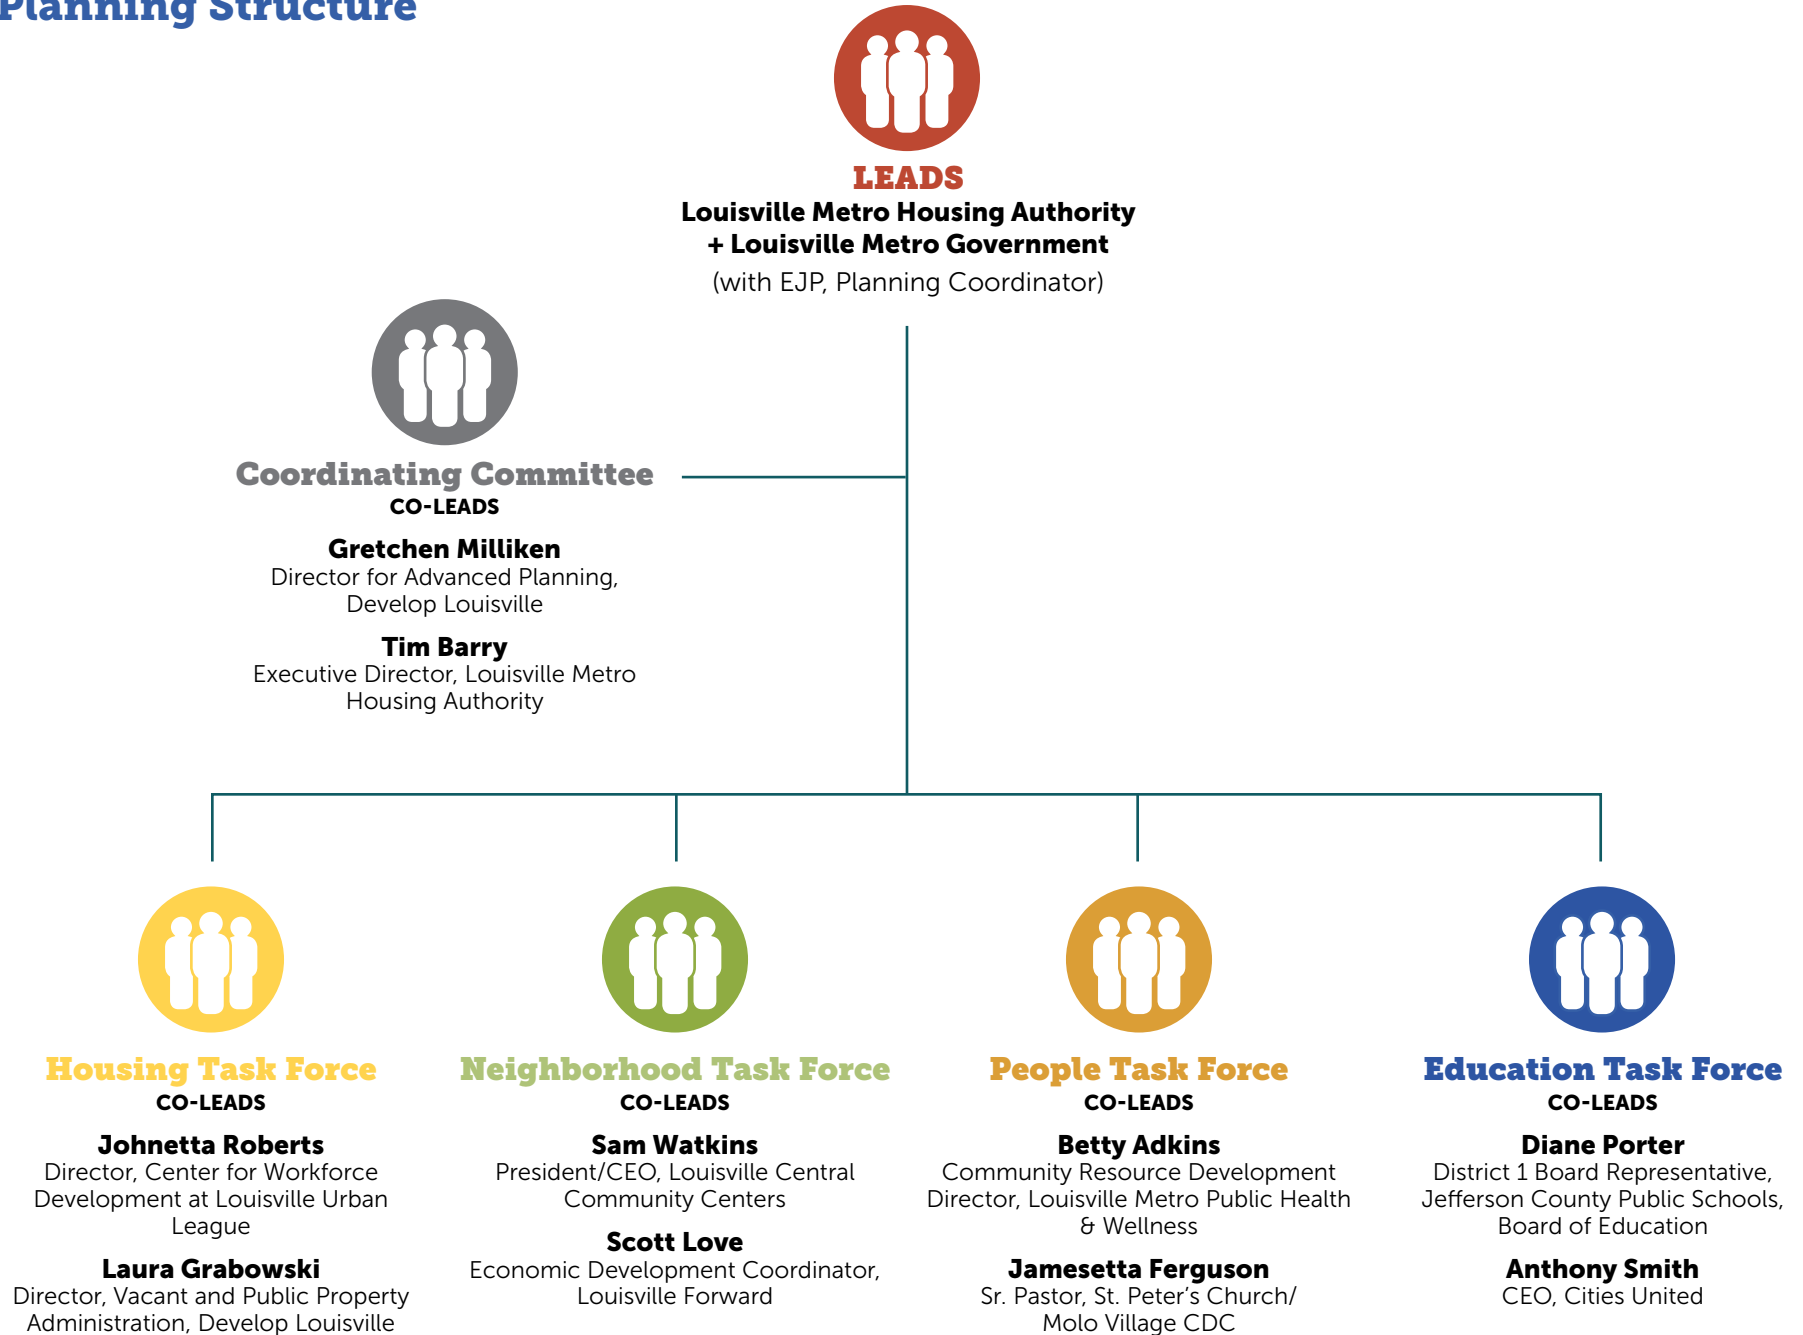 Planning Structure
LEADS
Louisville Metro Housing Authority
+ Louisville Metro Government
(with EJP, Planning Coordinator)
Coordinating Committee
CO-LEADS
Gretchen Milliken
Director for Advanced Planning,
Develop Louisville
Tim Barry
Executive Director, Louisville Metro
Housing Authority
Housing Task Force
CO-LEADS
Johnetta Roberts
Director, Center for Workforce
Development at Louisville Urban
League
Laura Grabowski
Director, Vacant and Public Property
Administration, Develop Louisville
Neighborhood Task Force
CO-LEADS
Sam Watkins
President/CEO, Louisville Central
Community Centers
Scott Love
Economic Development Coordinator,
Louisville Forward
People Task Force
CO-LEADS
Betty Adkins
Community Resource Development
Director, Louisville Metro Public Health
& Wellness
Jamesetta Ferguson
Sr. Pastor, St. Peter’s Church/
Molo Village CDC
Education Task Force
CO-LEADS
Diane Porter
District 1 Board Representative,
Jefferson County Public Schools,
Board of Education
Anthony Smith
CEO, Cities United